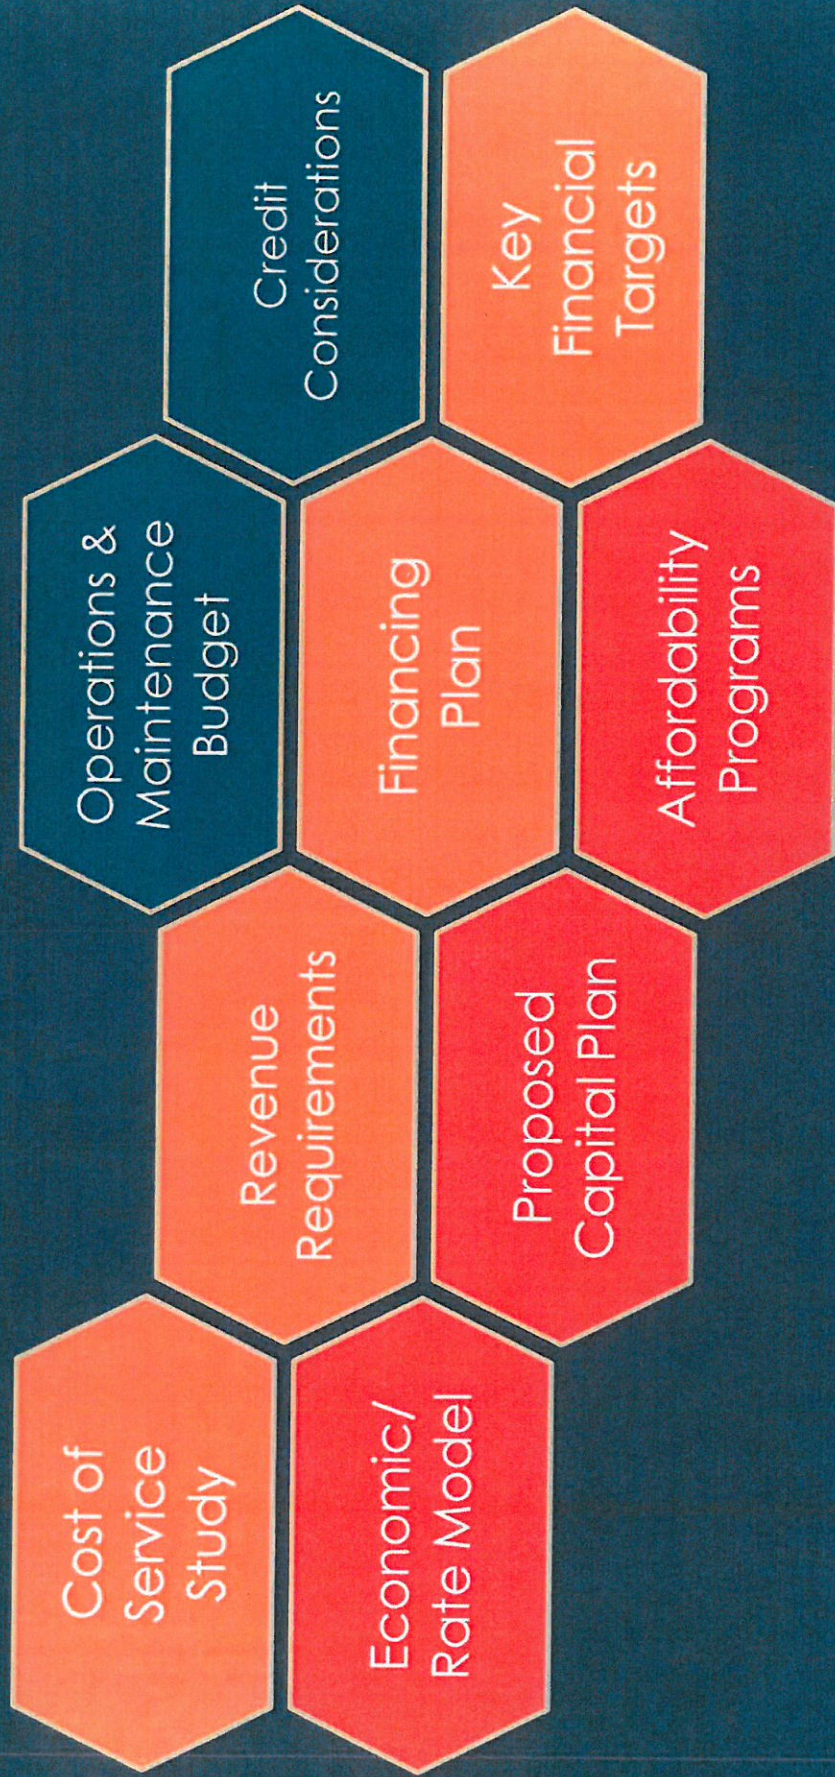 Cost of
Service
Study
Economic/
Rate Model
Revenue
Requirements
Proposed
Capital Plan
Operations &
Maintenance
Budget
Financing
Plan
Affordability
Programs
Credit
Considerations
Key
Financial
Targets